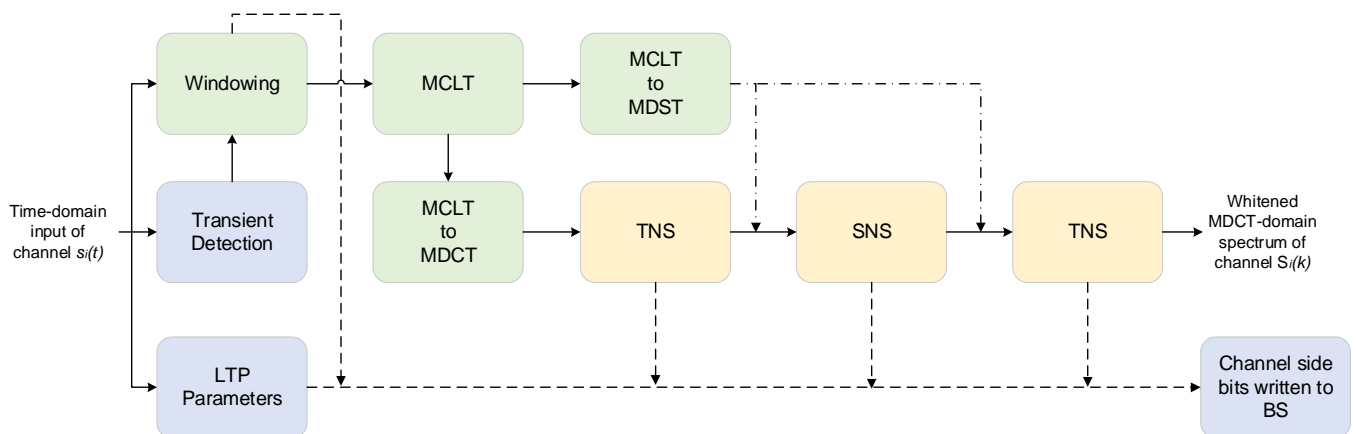 Windowing
MCLT
MCLT
to
MDST
Time-domain
input of
channel si(t)
Transient
Detection
MCLT
to
MDCT
TNS
SNS
TNS
Whitened
MDCT-domain
spectrum of
channel Si(k)
LTP
Parameters
Channel side
bits written to
BS